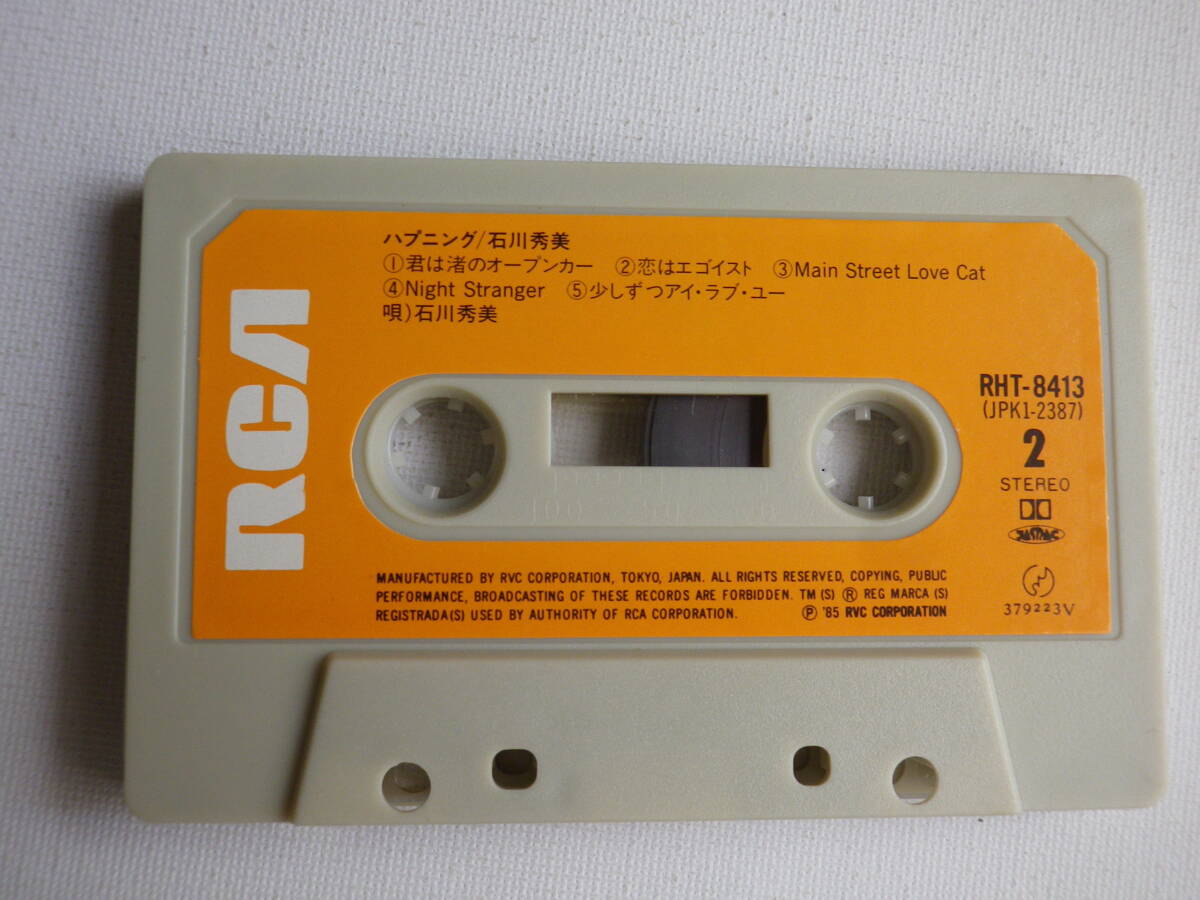 ハプニング/石川秀美
①君は渚のオープンカー ②恋はエゴイスト ③Main Street Love Cat
④Night Stranger ⑤少しずつアイ・ラブ・ユー
唄)石川秀美
RCA
RHT-8413
(JPK1-2387)
2
STEREO
JASRAC
MANUFACTURED BY RVC CORPORATION, TOKYO, JAPAN. ALL RIGHTS RESERVED, COPYING, PUBLIC
PERFORMANCE, BROADCASTING OF THESE RECORDS ARE FORBIDDEN. TM(S) ® REG MARCA (S)
REGISTRADA(S) USED BY AUTHORITY OF RCA CORPORATION. ℗ '85 RVC CORPORATION
379223V
100 50 0